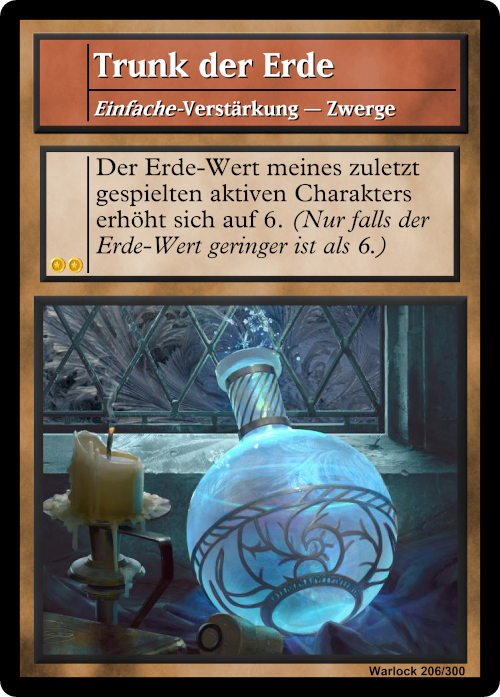 Trunk der Erde
Einfache-Verstärkung — Zwerge
Der Erde-Wert meines zuletzt
gespielten aktiven Charakters
erhöht sich auf 6. (Nur falls der
Erde-Wert geringer ist als 6.)
Warlock 206/300